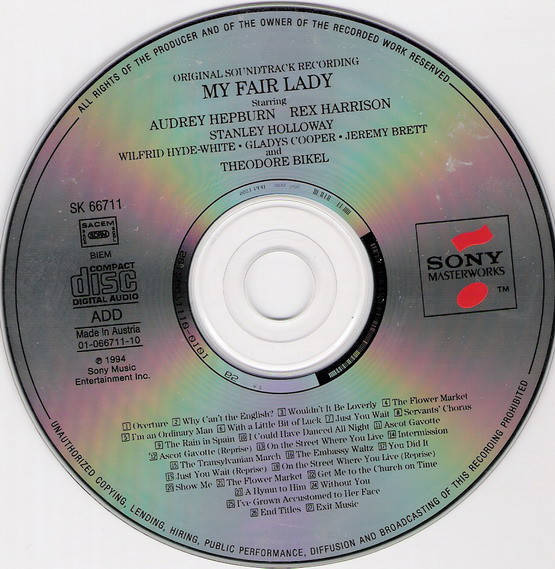 ALL RIGHTS OF THE PRODUCER AND OF THE OWNER OF THE RECORDED WORK RESERVED
ORIGINAL SOUNDTRACK RECORDING
MY FAIR LADY
Starring
AUDREY HEPBURN REX HARRISON
STANLEY HOLLOWAY
WILFRID HYDE-WHITE • GLADYS COOPER • JEREMY BRETT
and
THEODORE BIKEL
SK 66711
SACEM
BIEM
COMPACT
disc
DIGITAL AUDIO
ADD
Made in Austria
01-066711-10
℗ 1994
Sony Music
Entertainment Inc.
SONY
MASTERWORKS
TM
1 Overture 2 Why Can't the English? 3 Wouldn't It Be Loverly 4 The Flower Market
5 I'm an Ordinary Man 6 With a Little Bit of Luck 7 Just You Wait 8 Servants' Chorus
9 The Rain in Spain 10 I Could Have Danced All Night 11 Ascot Gavotte
12 Ascot Gavotte (Reprise) 13 On the Street Where You Live 14 Intermission
15 The Transylvanian March 16 The Embassy Waltz 17 You Did It
18 Just You Wait (Reprise) 19 On the Street Where You Live (Reprise)
20 Show Me 21 The Flower Market 22 Get Me to the Church on Time
23 A Hymn to Him 24 Without You
25 I've Grown Accustomed to Her Face
26 End Titles 27 Exit Music
UNAUTHORIZED COPYING, LENDING, HIRING, PUBLIC PERFORMANCE, DIFFUSION AND BROADCASTING OF THIS RECORDING PROHIBITED